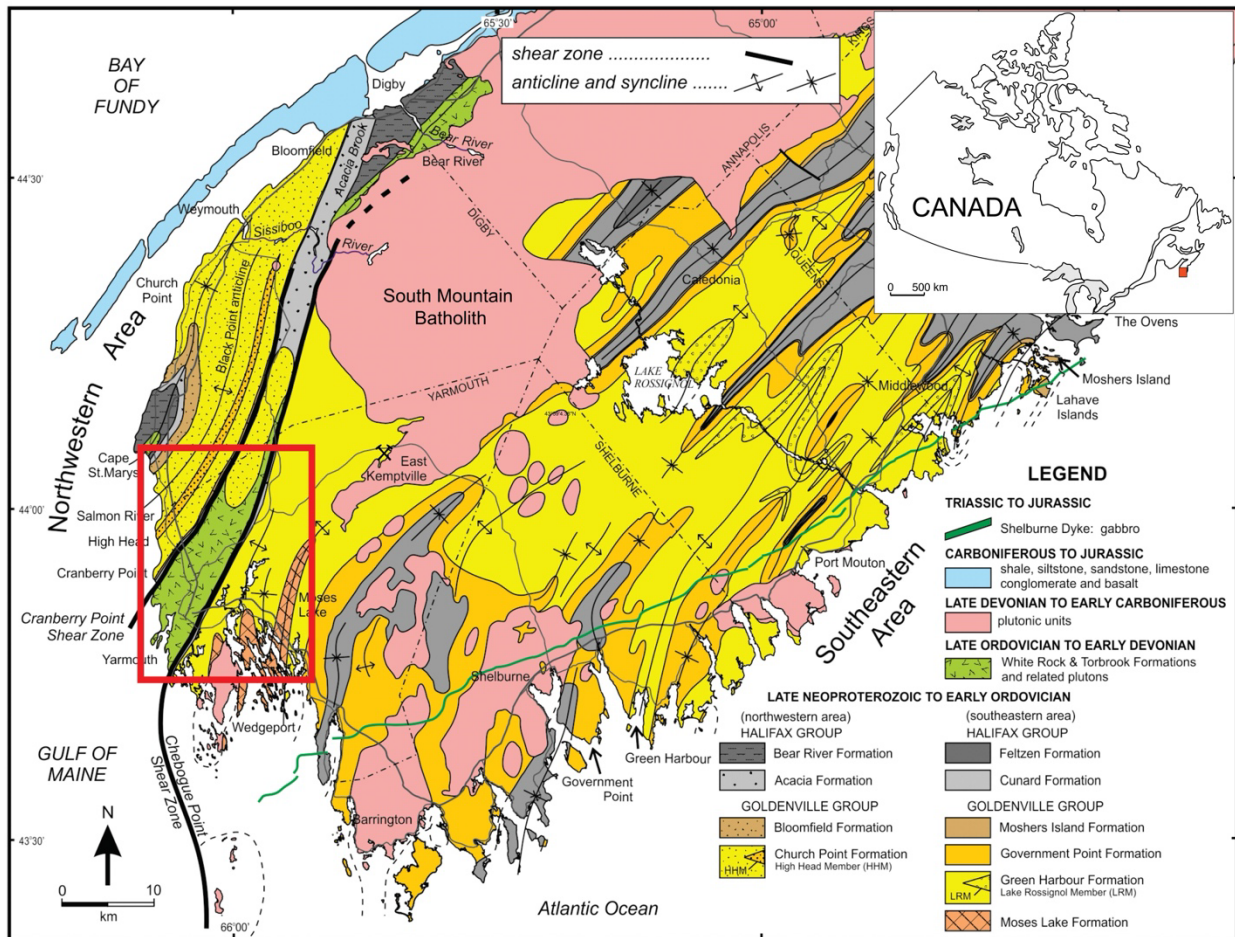 65°30'
65°00'
KINGS
BAY
OF
FUNDY
shear zone
anticline and syncline
Digby
Bloomfield
Acacia Brook
Bear River
Bear River
ANNAPOLIS
44°30'
Weymouth
Sissiboo
River
DIGBY
QUEENS
CANADA
0 500 km
Church
Point
Black Point anticline
South Mountain
Batholith
Caledonia
The Ovens
Northwestern
Area
YARMOUTH
LAKE
ROSSIGNOL
Middlewood
Moshers Island
Lahave
Islands
Cape
St.Marys
East
Kemptville
SHELBURNE
Salmon River
44°00'
High Head
Cranberry Point
Cranberry Point
Shear Zone
Yarmouth
Moses
Lake
Port Mouton
Southeastern
Area
Shelburne
Wedgeport
GULF OF
MAINE
Cheboque Point
Shear Zone
Green Harbour
Government
Point
Barrington
43°30'
N
0 10
km
66°00'
Atlantic Ocean
LEGEND
TRIASSIC TO JURASSIC
Shelburne Dyke: gabbro
CARBONIFEROUS TO JURASSIC
shale, siltstone, sandstone, limestone
conglomerate and basalt
LATE DEVONIAN TO EARLY CARBONIFEROUS
plutonic units
LATE ORDOVICIAN TO EARLY DEVONIAN
White Rock & Torbrook Formations
and related plutons
LATE NEOPROTEROZOIC TO EARLY ORDOVICIAN
(northwestern area)
HALIFAX GROUP
Bear River Formation
Acacia Formation
GOLDENVILLE GROUP
Bloomfield Formation
Church Point Formation
High Head Member (HHM)
HHM
(southeastern area)
HALIFAX GROUP
Feltzen Formation
Cunard Formation
GOLDENVILLE GROUP
Moshers Island Formation
Government Point Formation
Green Harbour Formation
Lake Rossignol Member (LRM)
LRM
Moses Lake Formation